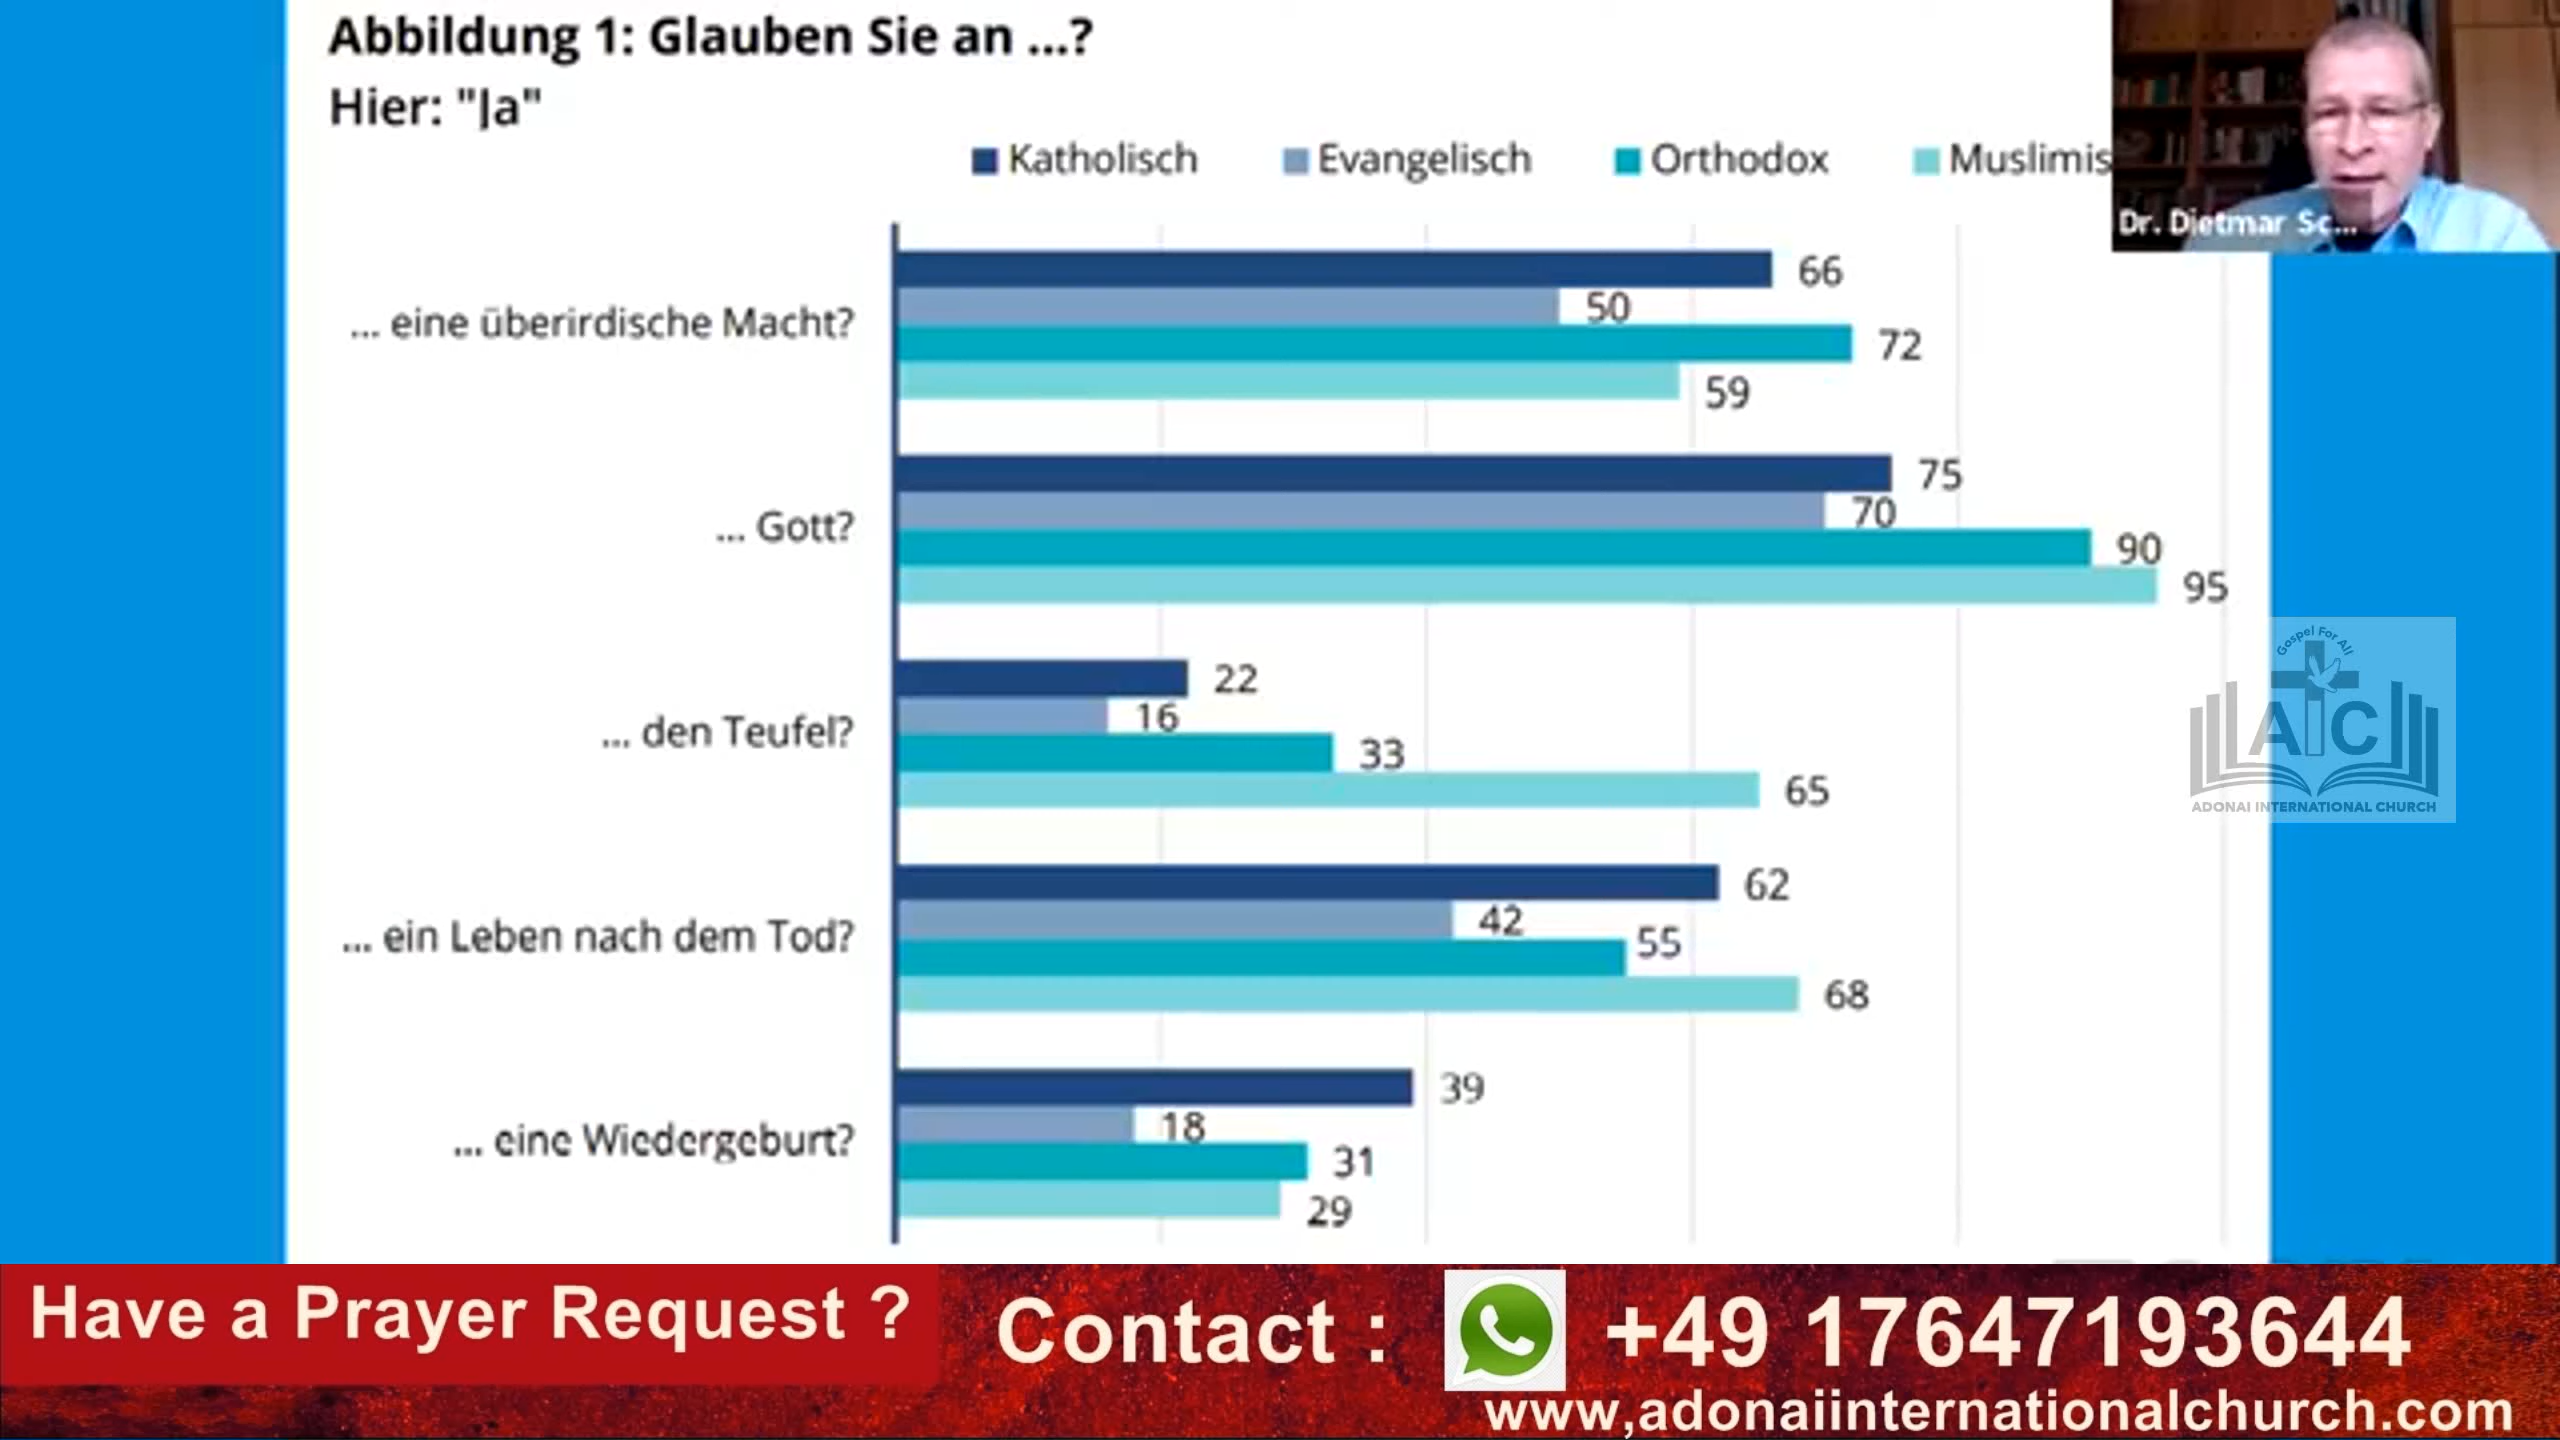 Abbildung 1: Glauben Sie an ...?
Hier: "Ja"
Katholisch Evangelisch Orthodox Muslimis
Dr. Dietmar Sc...
... eine überirdische Macht?
66
50
72
59
... Gott?
75
70
90
95
... den Teufel?
22
16
33
65
... ein Leben nach dem Tod?
62
42
55
68
... eine Wiedergeburt?
39
18
31
29
Gospel For All
AIC
ADONAI INTERNATIONAL CHURCH
Have a Prayer Request ?
Contact : +49 17647193644
www,adonaiinternationalchurch.com